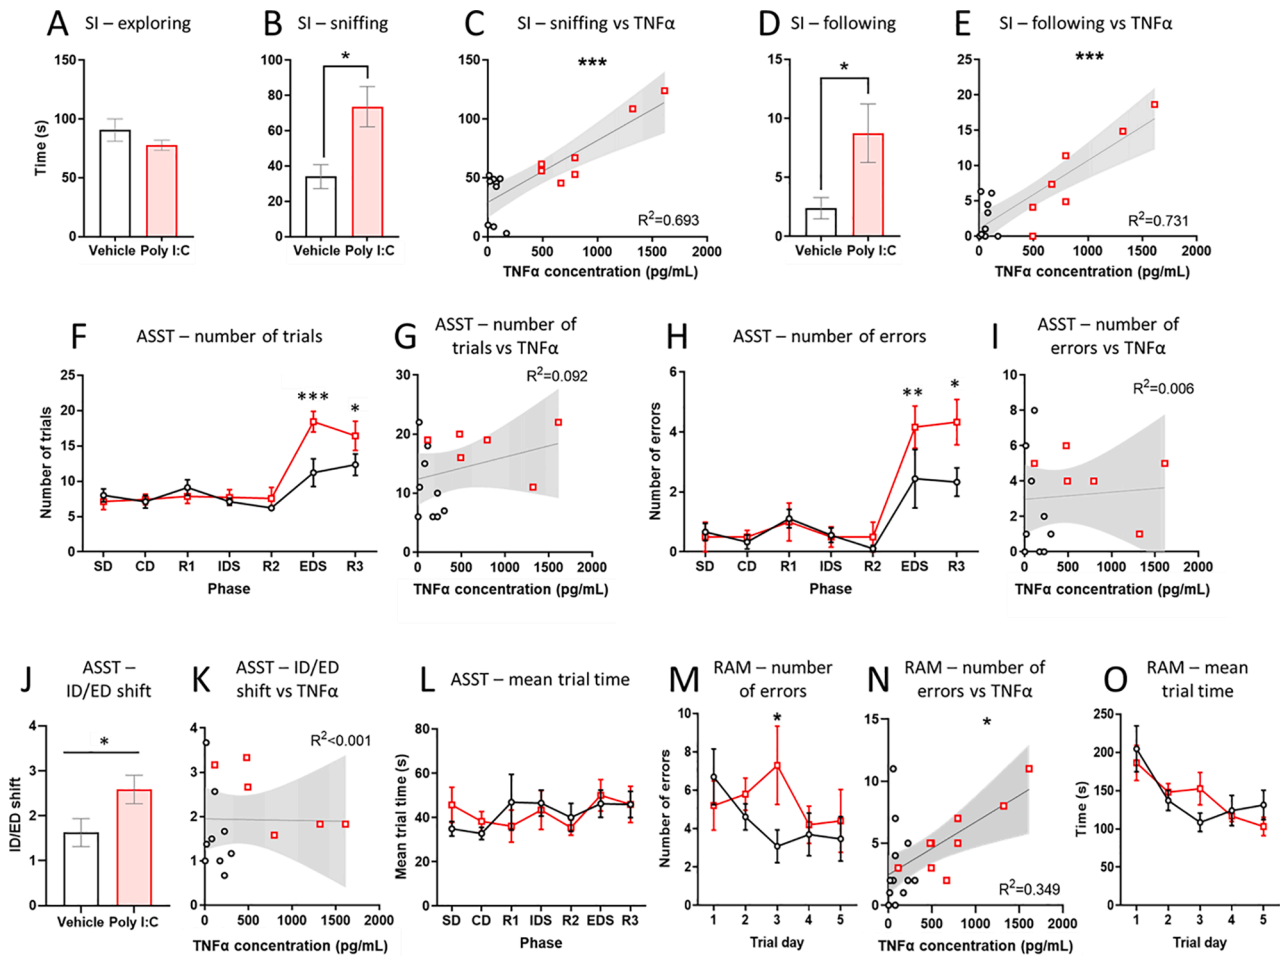 A SI – exploring
150
100
50
0
Time (s)
Vehicle Poly I:C
B SI – sniffing
*
100
80
60
40
20
0
Vehicle Poly I:C
C SI – sniffing vs TNFα
***
150
100
50
0
R²=0.693
0 500 1000 1500 2000
TNFα concentration (pg/mL)
D SI – following
*
15
10
5
0
Vehicle Poly I:C
E SI – following vs TNFα
***
25
20
15
10
5
0
R²=0.731
0 500 1000 1500 2000
TNFα concentration (pg/mL)
F ASST – number of trials
25
20
15
10
5
0
Number of trials
*** *
SD CD R1 IDS R2 EDS R3
Phase
G ASST – number of
trials vs TNFα
R²=0.092
30
20
10
0
0 500 1000 1500 2000
TNFα concentration (pg/mL)
H ASST – number of errors
6
4
2
0
Number of errors
** *
SD CD R1 IDS R2 EDS R3
Phase
I ASST – number of
errors vs TNFα
R²=0.006
10
8
6
4
2
0
0 500 1000 1500 2000
TNFα concentration (pg/mL)
J ASST –
ID/ED shift
*
4
3
2
1
0
ID/ED shift
Vehicle Poly I:C
K ASST – ID/ED
shift vs TNFα
R²<0.001
4
3
2
1
0
0 500 1000 1500 2000
TNFα concentration (pg/mL)
L ASST – mean trial time
80
60
40
20
0
Mean trial time (s)
SD CD R1 IDS R2 EDS R3
Phase
M RAM – number
of errors
*
10
8
6
4
2
0
Number of errors
1 2 3 4 5
Trial day
N RAM – number of
errors vs TNFα
*
15
10
5
0
R²=0.349
0 500 1000 1500 2000
TNFα concentration (pg/mL)
O RAM – mean
trial time
250
200
150
100
50
0
Time (s)
1 2 3 4 5
Trial day